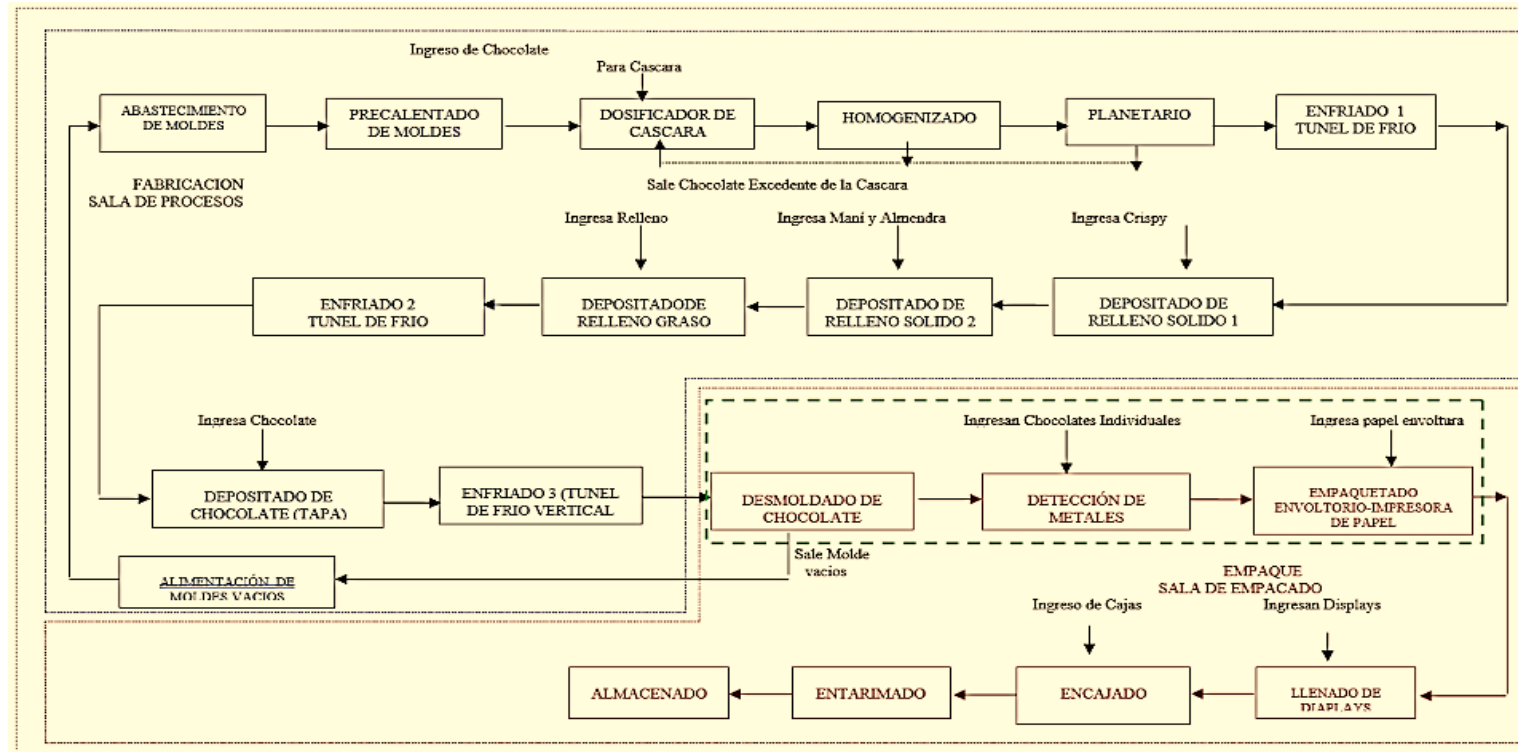 Ingreso de Chocolate
Para Cascara
ABASTECIMIENTO
DE MOLDES
PRECALENTADO
DE MOLDES
DOSIFICADOR DE
CASCARA
HOMOGENIZADO
PLANETARIO
ENFRIADO 1
TUNEL DE FRIO
FABRICACION
SALA DE PROCESOS
Sale Chocolate Excedente de la Cascara
Ingresa Relleno
Ingresa Maní y Almendra
Ingresa Crispy
ENFRIADO 2
TUNEL DE FRIO
DEPOSITADODE
RELLENO GRASO
DEPOSITADO DE
RELLENO SOLIDO 2
DEPOSITADO DE
RELLENO SOLIDO 1
Ingresa Chocolate
Ingresan Chocolates Individuales
Ingresa papel envoltura
DEPOSITADO DE
CHOCOLATE (TAPA)
ENFRIADO 3 (TUNEL
DE FRIO VERTICAL
DESMOLDADO DE
CHOCOLATE
DETECCIÓN DE
METALES
EMPAQUETADO
ENVOLTORIO-IMPRESORA
DE PAPEL
Sale Molde
vacios
ALIMENTACIÓN DE
MOLDES VACIOS
EMPAQUE
SALA DE EMPACADO
Ingreso de Cajas
Ingresan Displays
ALMACENADO
ENTARIMADO
ENCAJADO
LLENADO DE
DIAPLAYS